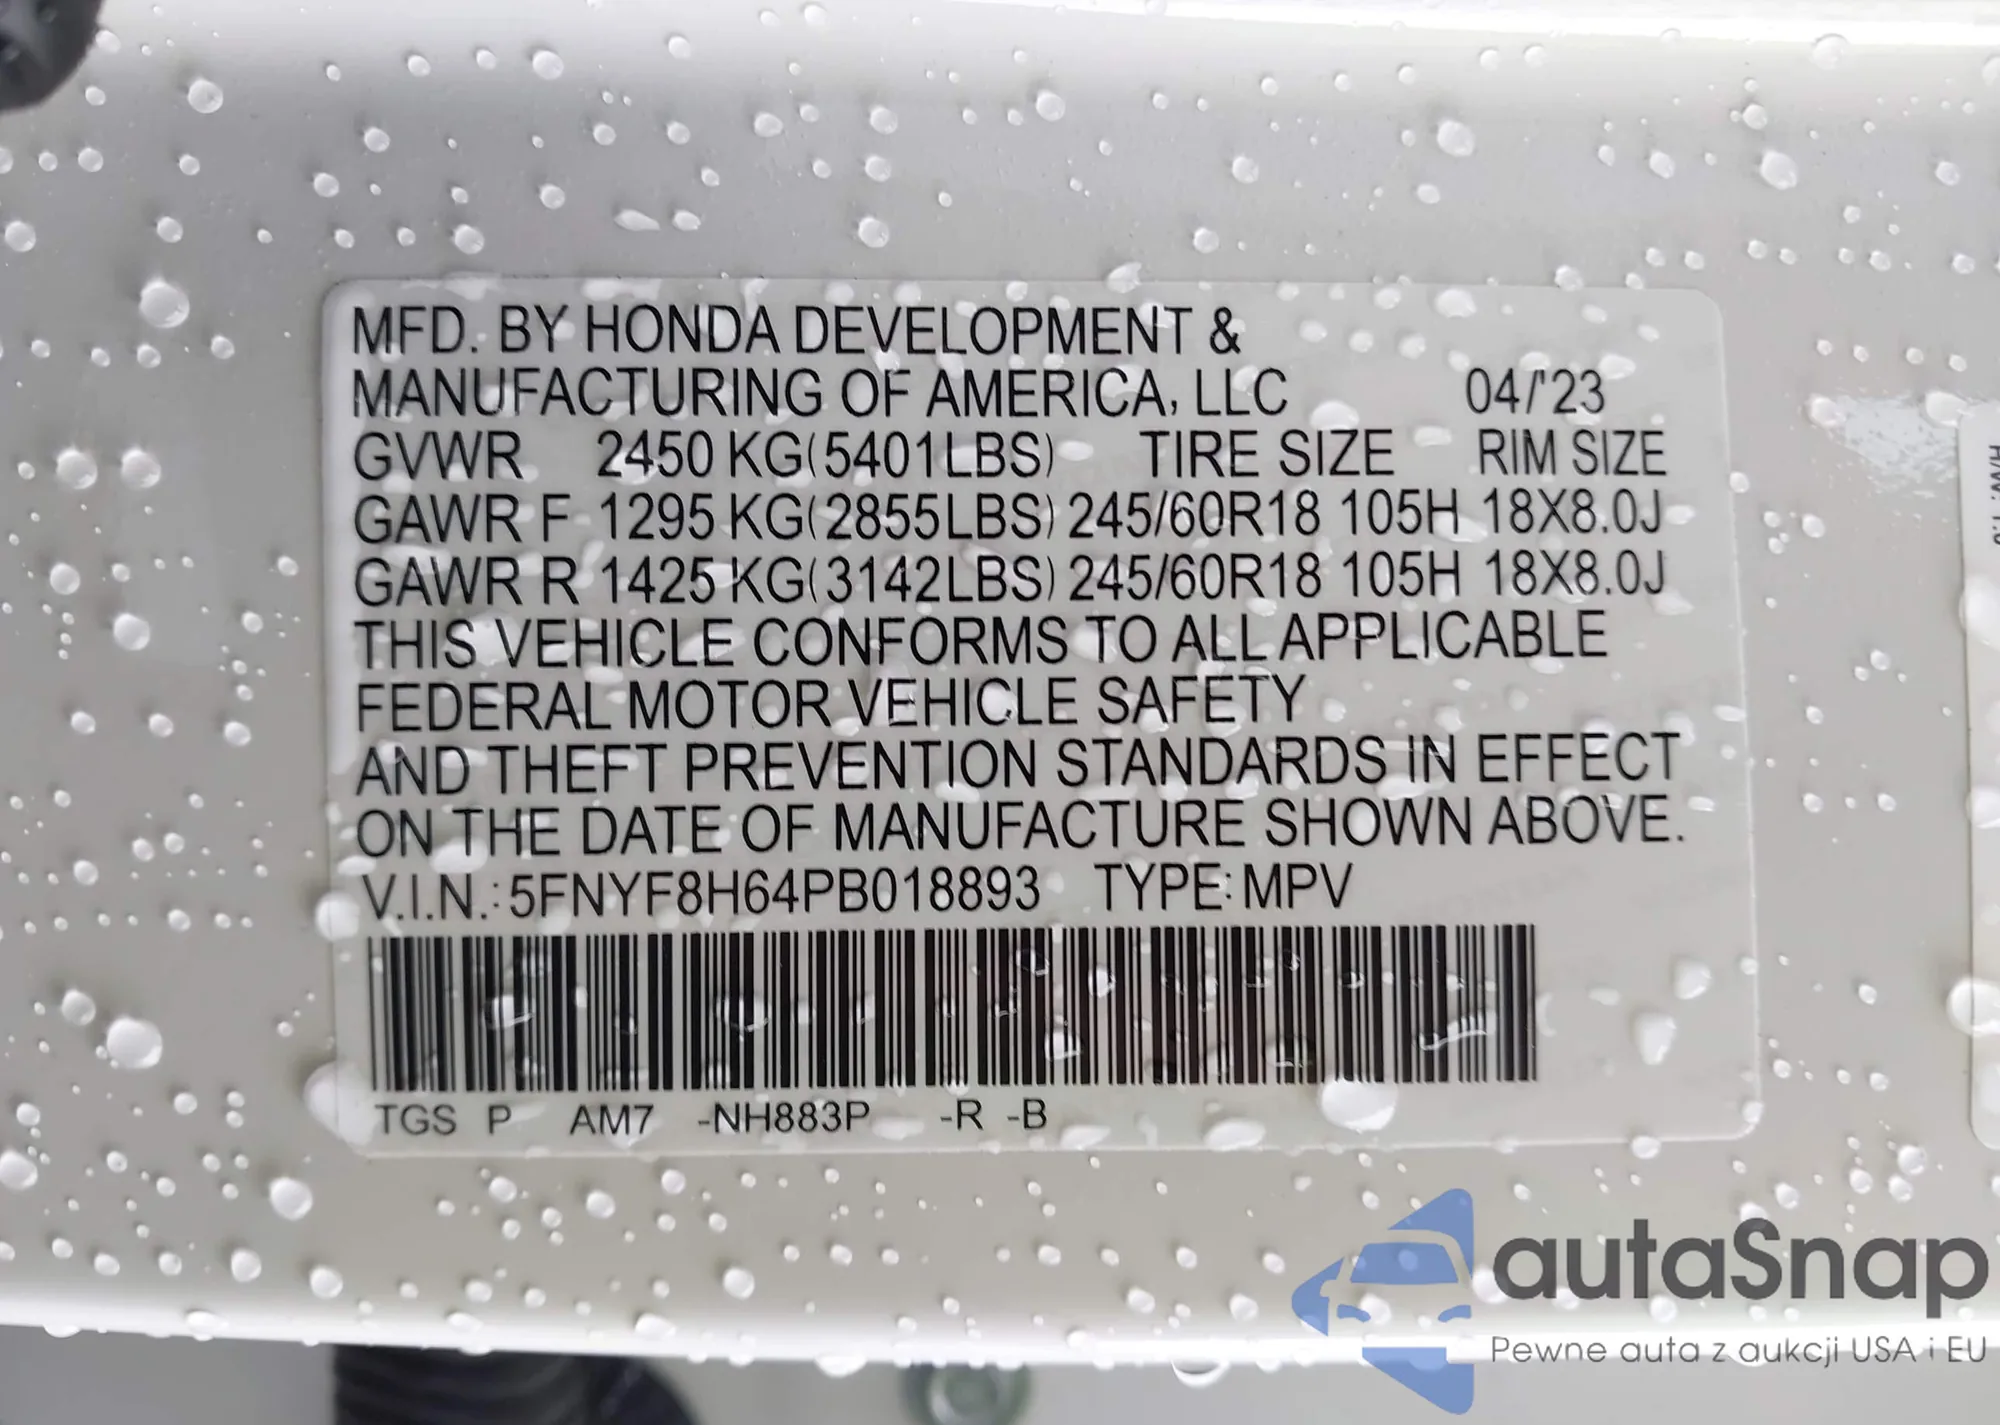 MFD. BY HONDA DEVELOPMENT &
MANUFACTURING OF AMERICA, LLC 04/'23
GVWR 2450 KG(5401LBS) TIRE SIZE RIM SIZE
GAWR F 1295 KG(2855LBS) 245/60R18 105H 18X8.0J
GAWR R 1425 KG(3142LBS) 245/60R18 105H 18X8.0J
THIS VEHICLE CONFORMS TO ALL APPLICABLE
FEDERAL MOTOR VEHICLE SAFETY
AND THEFT PREVENTION STANDARDS IN EFFECT
ON THE DATE OF MANUFACTURE SHOWN ABOVE.
V.I.N.: 5FNYF8H64PB018893 TYPE: MPV
TGS P AM7 -NH883P -R -B
autaSnap
Pewne auta z aukcji USA i EU